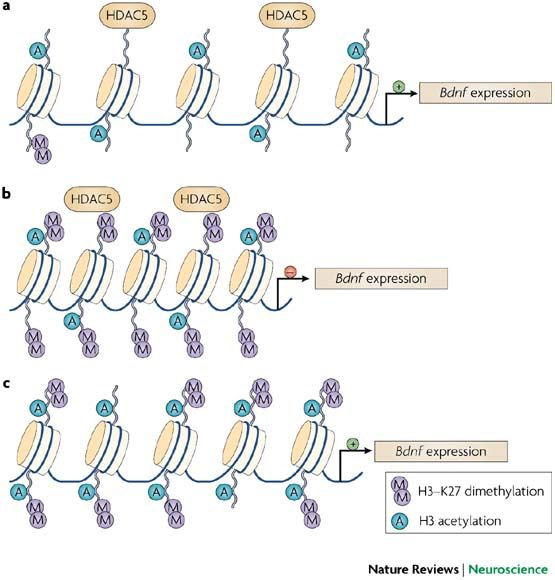 a
HDAC5 HDAC5
A A A
+
Bdnf expression
A A
M
M
b
HDAC5 HDAC5
M M M M M
A M A M M A M M M
−
Bdnf expression
A A
M M M M M
M M M M M
c
M M M M
M M M M
A A A A A
+
Bdnf expression
A A A A A
M
M H3–K27 dimethylation
A H3 acetylation
Nature Reviews | Neuroscience